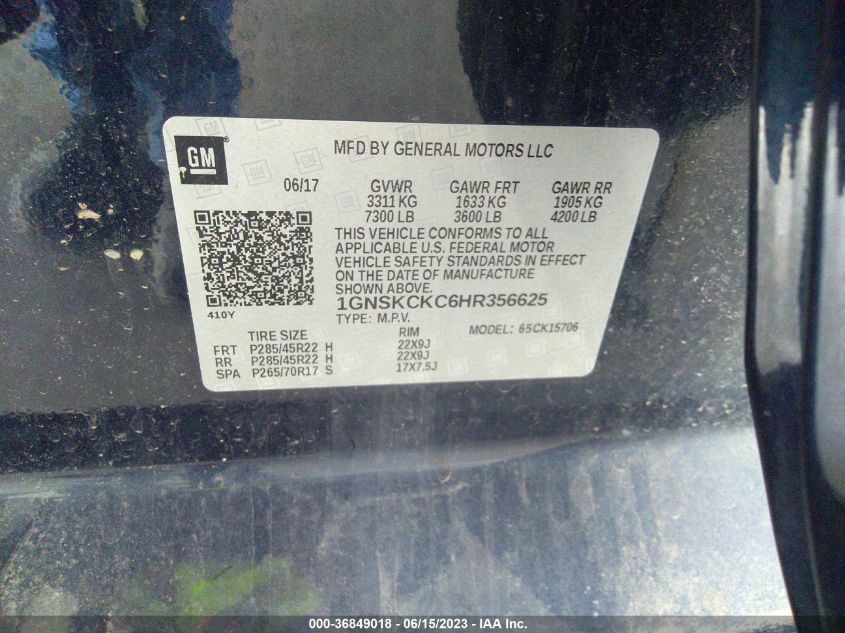 GM
MFD BY GENERAL MOTORS LLC
06/17 GVWR GAWR FRT GAWR RR
3311 KG 1633 KG 1905 KG
7300 LB 3600 LB 4200 LB
THIS VEHICLE CONFORMS TO ALL
APPLICABLE U.S. FEDERAL MOTOR
VEHICLE SAFETY STANDARDS IN EFFECT
ON THE DATE OF MANUFACTURE
SHOWN ABOVE.
410Y
1GNSKCKC6HR356625
TYPE: M.P.V. MODEL: 65CK15706
TIRE SIZE RIM
FRT P285/45R22 H 22X9J
RR P285/45R22 H 22X9J
SPA P265/70R17 S 17X7.5J
000-36849018 - 06/15/2023 - IAA Inc.